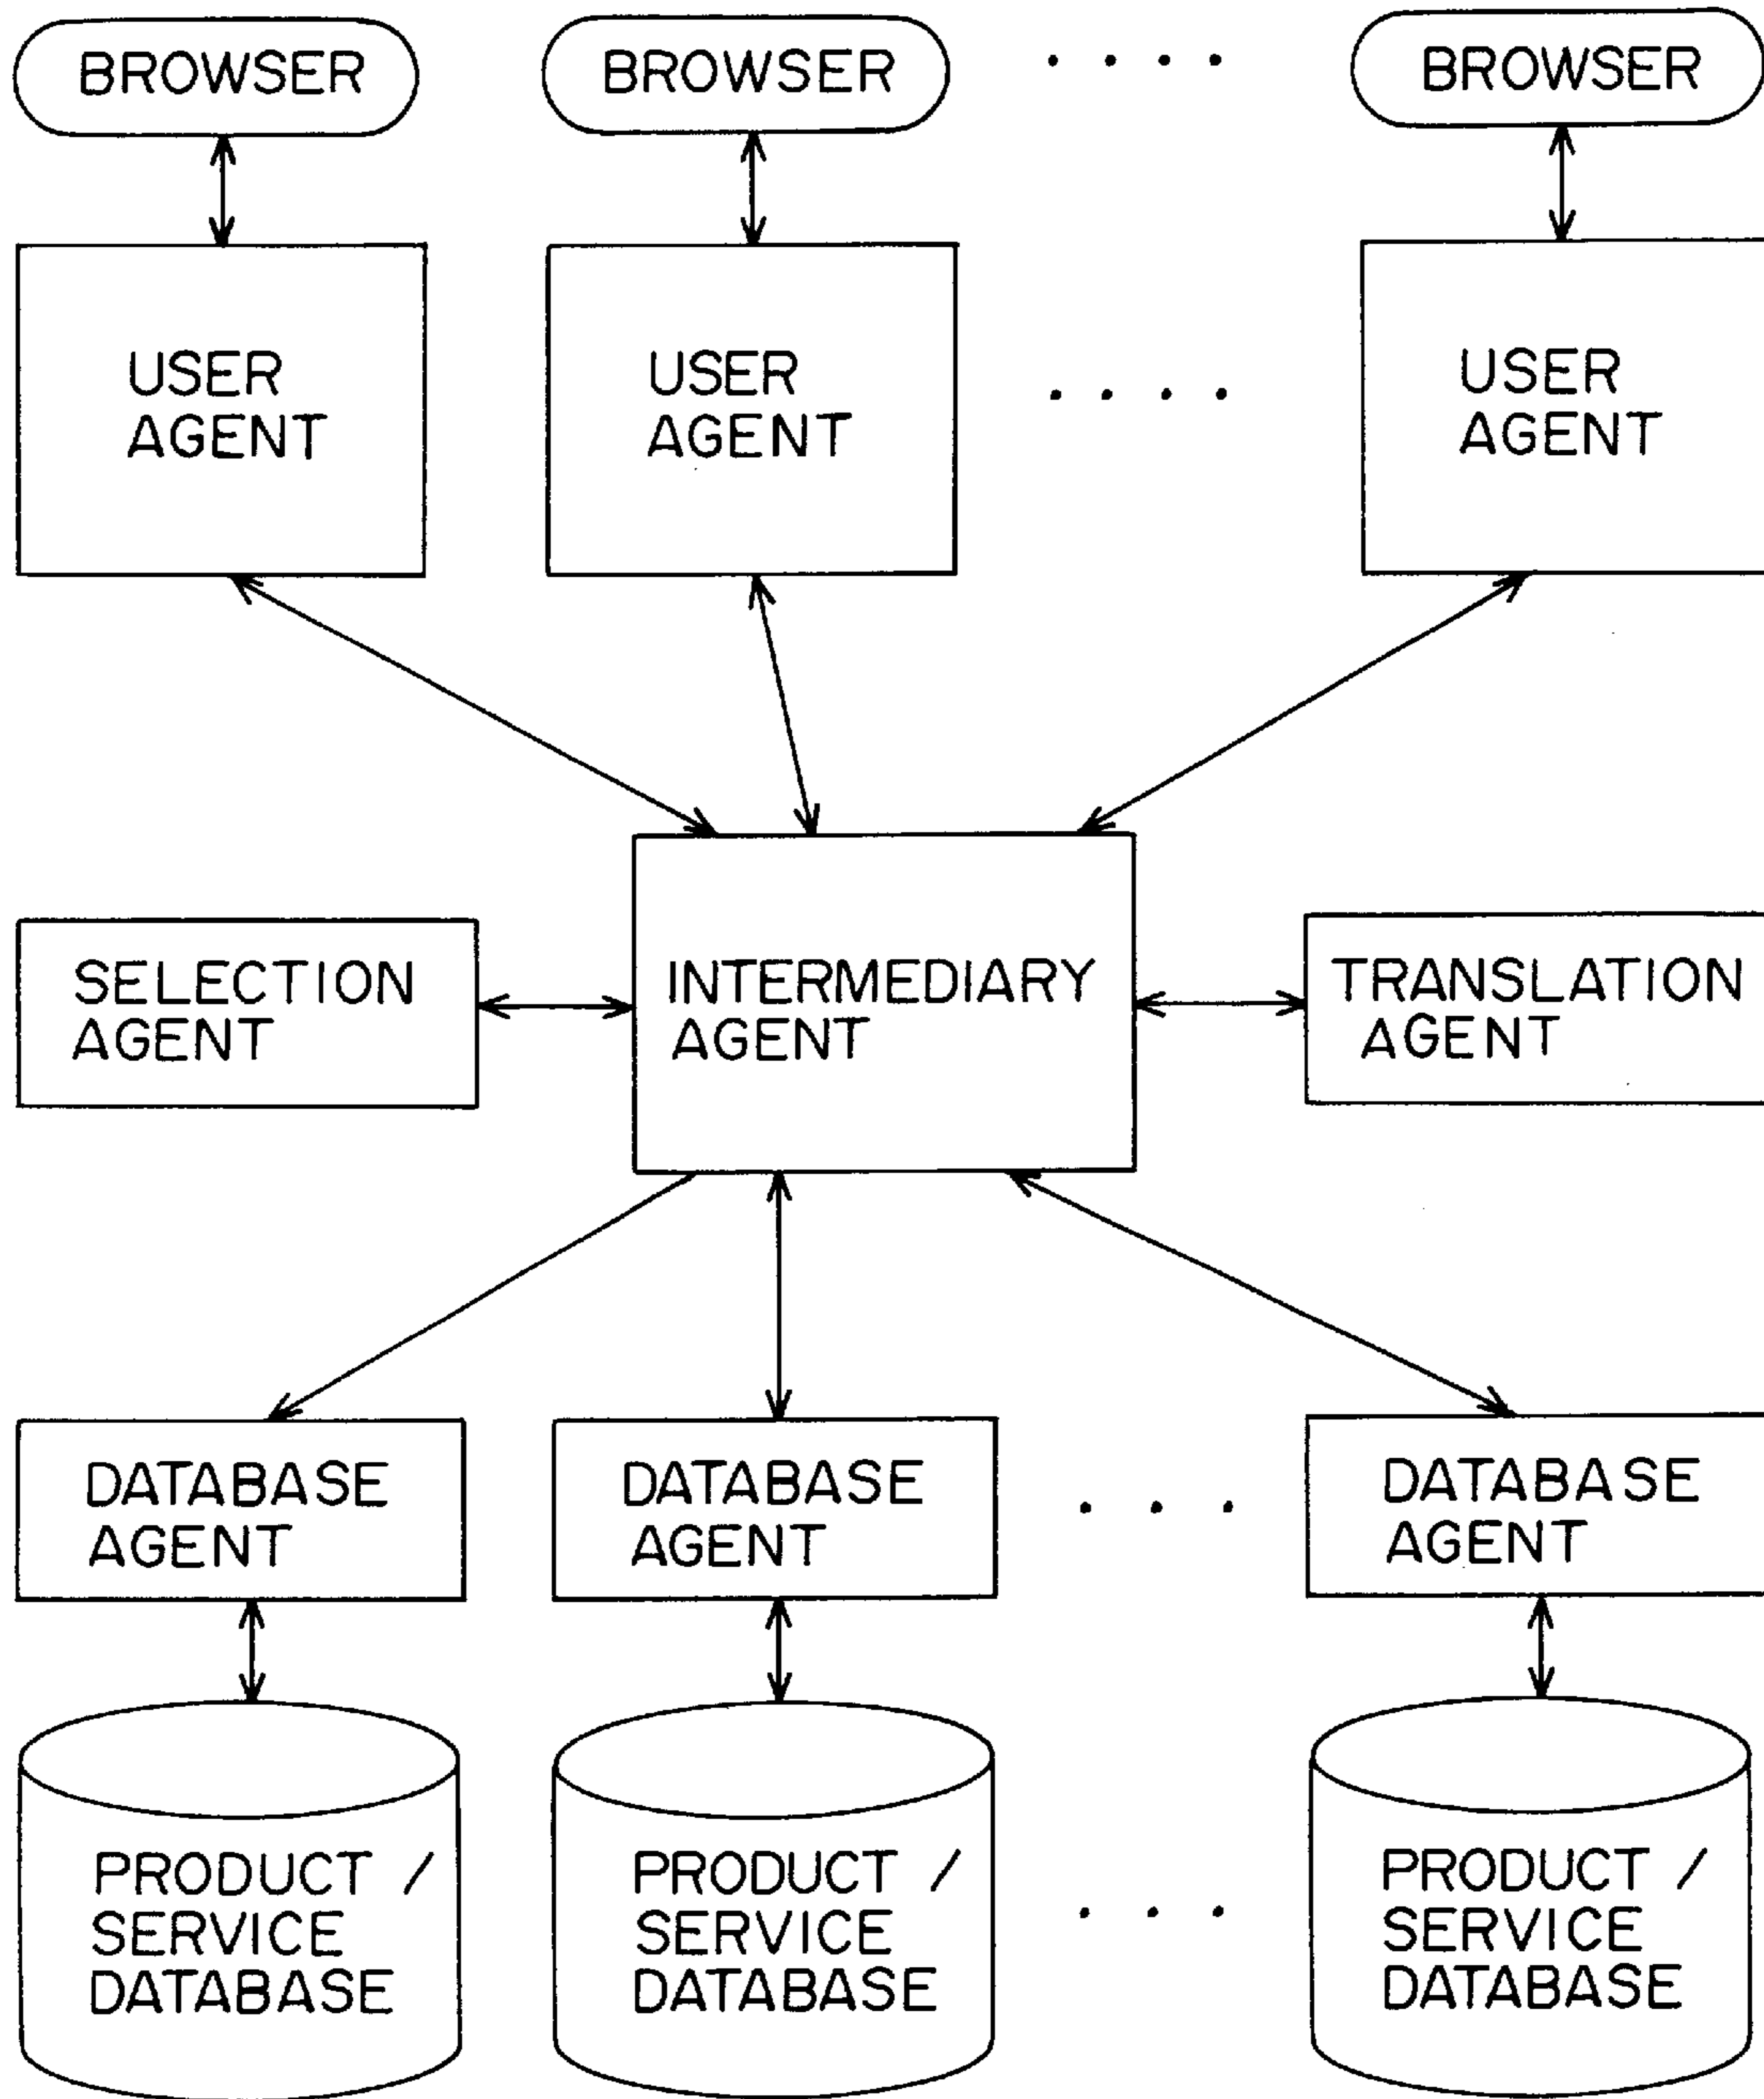 BROWSER
BROWSER
BROWSER
USER
AGENT
USER
AGENT
USER
AGENT
SELECTION
AGENT
INTERMEDIARY
AGENT
TRANSLATION
AGENT
DATABASE
AGENT
DATABASE
AGENT
DATABASE
AGENT
PRODUCT /
SERVICE
DATABASE
PRODUCT /
SERVICE
DATABASE
PRODUCT /
SERVICE
DATABASE